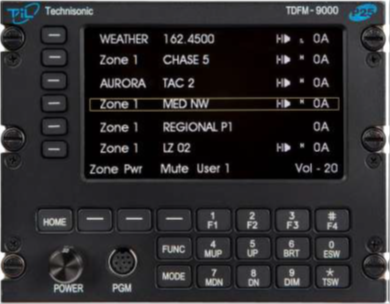 TiL Technisonic TDFM - 9000 P25
WEATHER 162.4500 H L 0A
Zone 1 CHASE 5 H H 0A
AURORA TAC 2 H H 0A
Zone 1 MED NW H H 0A
Zone 1 REGIONAL P1 0A
Zone 1 LZ 02 H H 0A
Zone Pwr Mute User 1 Vol - 20
HOME 1 F1 2 F2 3 F3 # F4
FUNC 4 MUP 5 UP 6 BRT 0 ESW
MODE 7 MDN 8 DN 9 DIM * TSW
POWER PGM